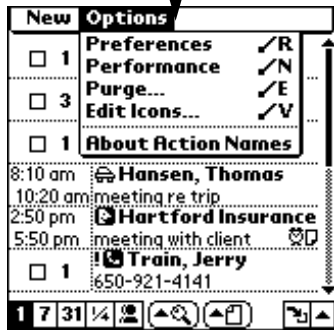 New Options
Preferences /R
Performance /N
Purge... /E
Edit Icons... /V
About Action Names
1
3
1
8:10 am Hansen, Thomas
10:20 am meeting re trip
2:50 pm Hartford Insurance
5:50 pm meeting with client
! Train, Jerry
1 650-921-4141
1 7 31 ¼